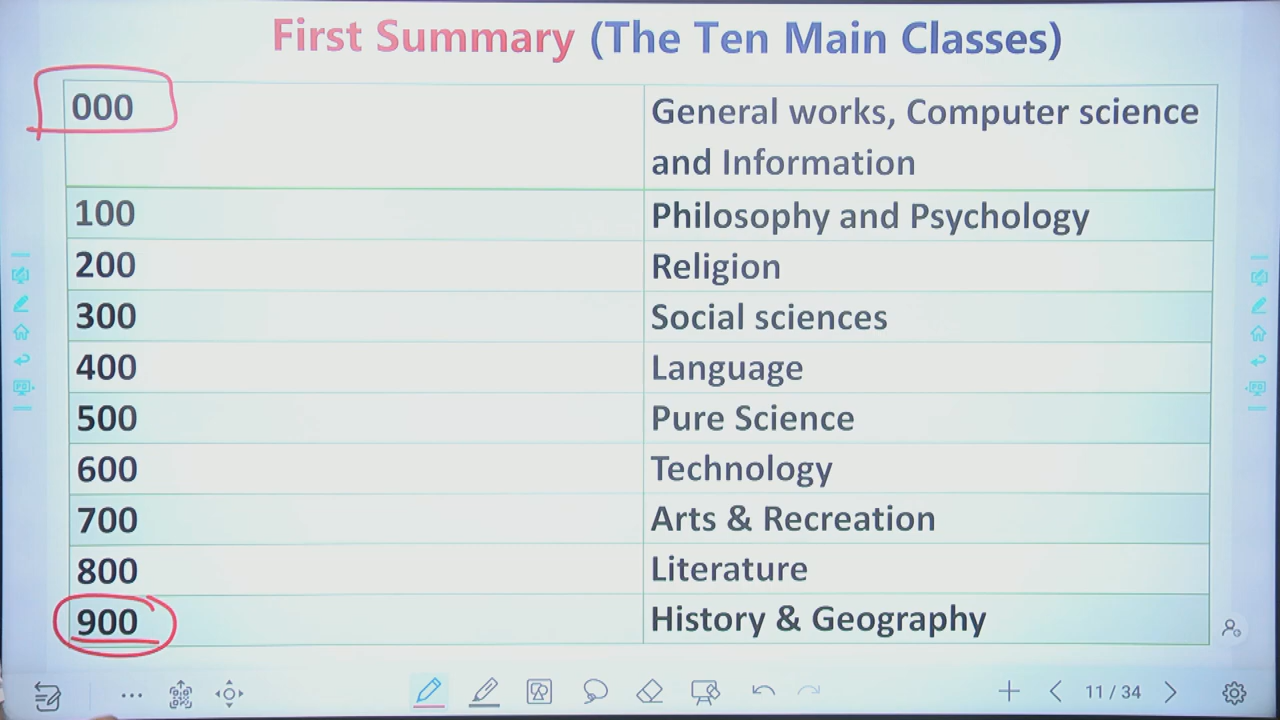 First Summary (The Ten Main Classes)
000 General works, Computer science
and Information
100 Philosophy and Psychology
200 Religion
300 Social sciences
400 Language
500 Pure Science
600 Technology
700 Arts & Recreation
800 Literature
900 History & Geography
11 / 34